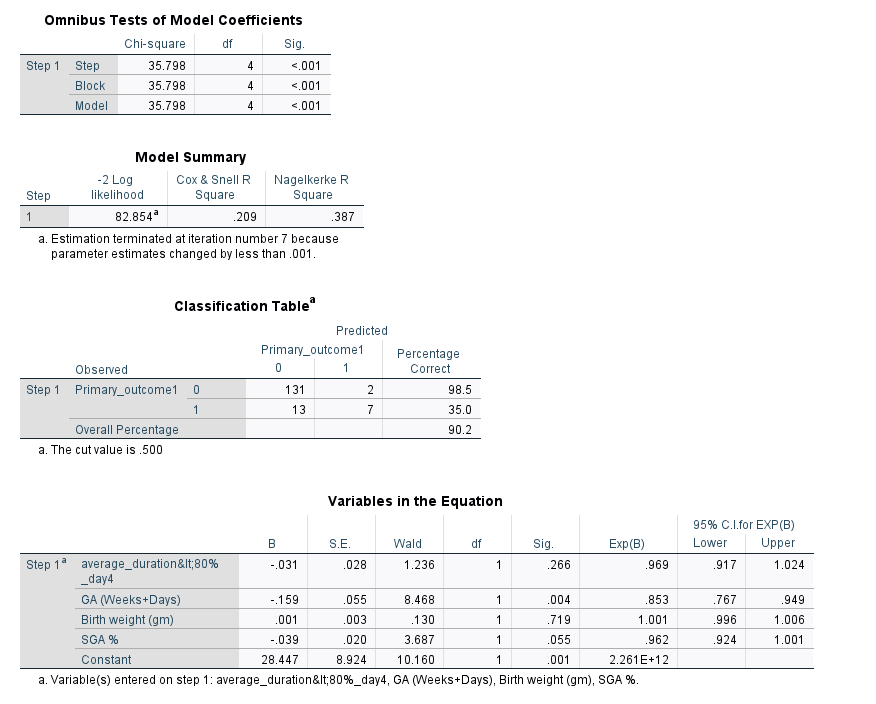 Omnibus Tests of Model Coefficients
Chi-square df Sig.
Step 1 Step 35.798 4 <.001
Block 35.798 4 <.001
Model 35.798 4 <.001
Model Summary
Step -2 Log likelihood Cox & Snell R Square Nagelkerke R Square
1 82.854a .209 .387
a. Estimation terminated at iteration number 7 because
parameter estimates changed by less than .001.
Classification Tablea
Predicted
Primary_outcome1 Percentage Correct
Observed 0 1
Step 1 Primary_outcome1 0 131 2 98.5
1 13 7 35.0
Overall Percentage 90.2
a. The cut value is .500
Variables in the Equation
95% C.I.for EXP(B)
B S.E. Wald df Sig. Exp(B) Lower Upper
Step 1a average_duration&lt;80%_day4 -.031 .028 1.236 1 .266 .969 .917 1.024
GA (Weeks+Days) -.159 .055 8.468 1 .004 .853 .767 .949
Birth weight (gm) .001 .003 .130 1 .719 1.001 .996 1.006
SGA % -.039 .020 3.687 1 .055 .962 .924 1.001
Constant 28.447 8.924 10.160 1 .001 2.261E+12
a. Variable(s) entered on step 1: average_duration&lt;80%_day4, GA (Weeks+Days), Birth weight (gm), SGA %.